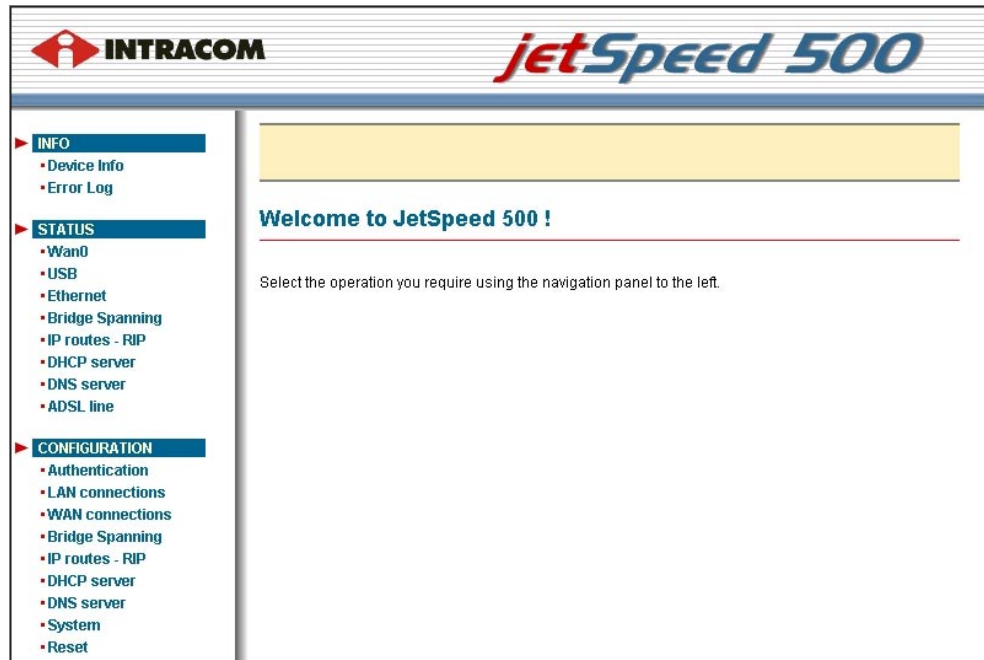 INTRACOM
jetSpeed 500
INFO
Device Info
Error Log
STATUS
Wan0
USB
Ethernet
Bridge Spanning
IP routes - RIP
DHCP server
DNS server
ADSL line
CONFIGURATION
Authentication
LAN connections
WAN connections
Bridge Spanning
IP routes - RIP
DHCP server
DNS server
System
Reset
Welcome to JetSpeed 500 !
Select the operation you require using the navigation panel to the left.